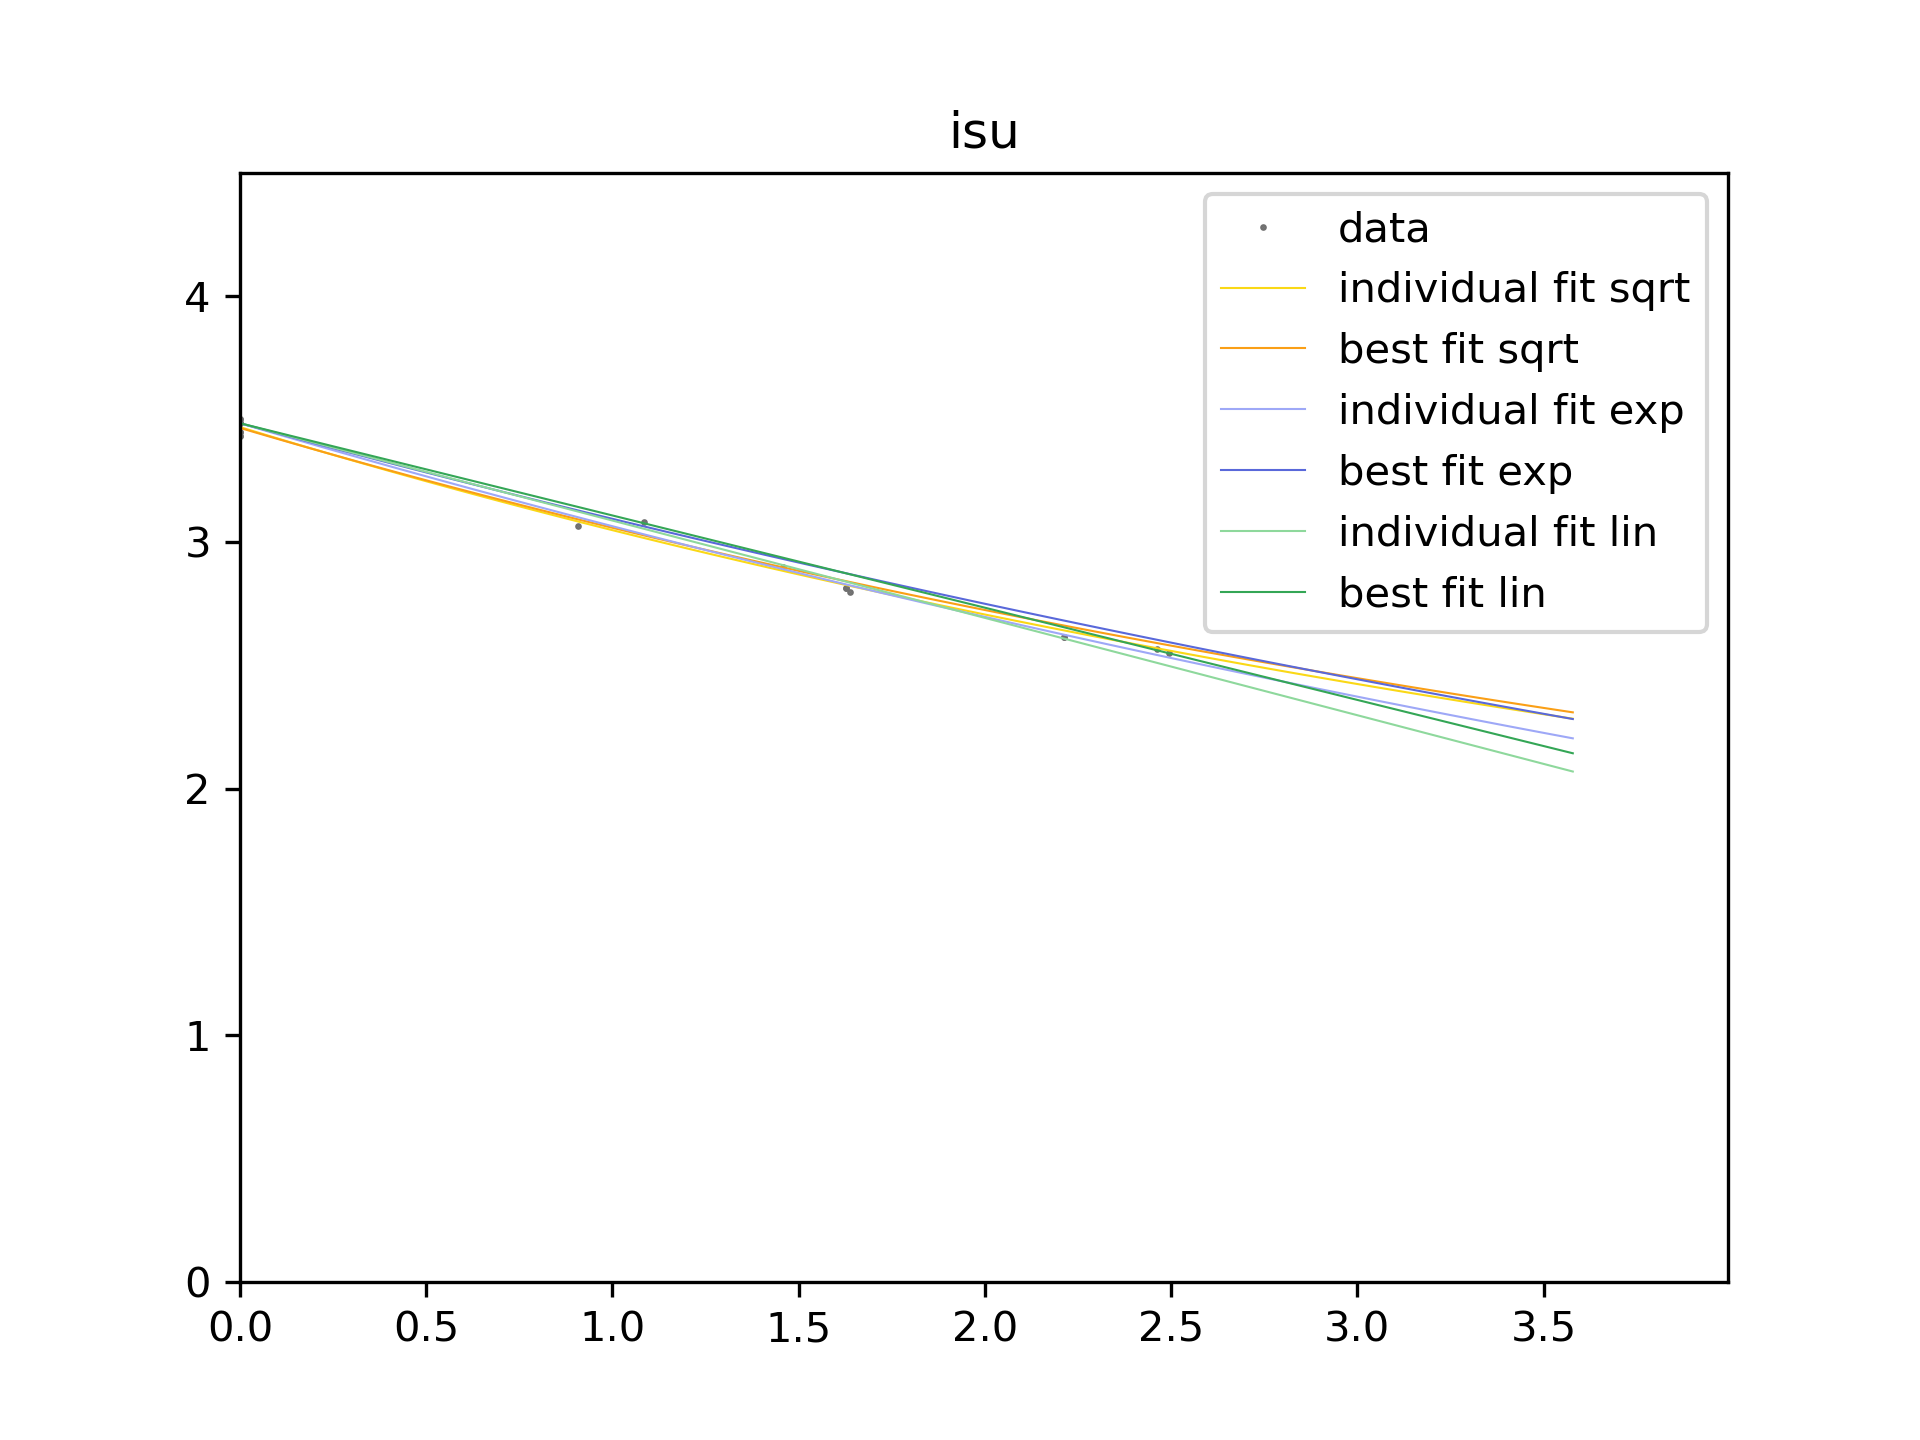 isu
data
individual fit sqrt
best fit sqrt
individual fit exp
best fit exp
individual fit lin
best fit lin
4
3
2
1
0
0.0 0.5 1.0 1.5 2.0 2.5 3.0 3.5